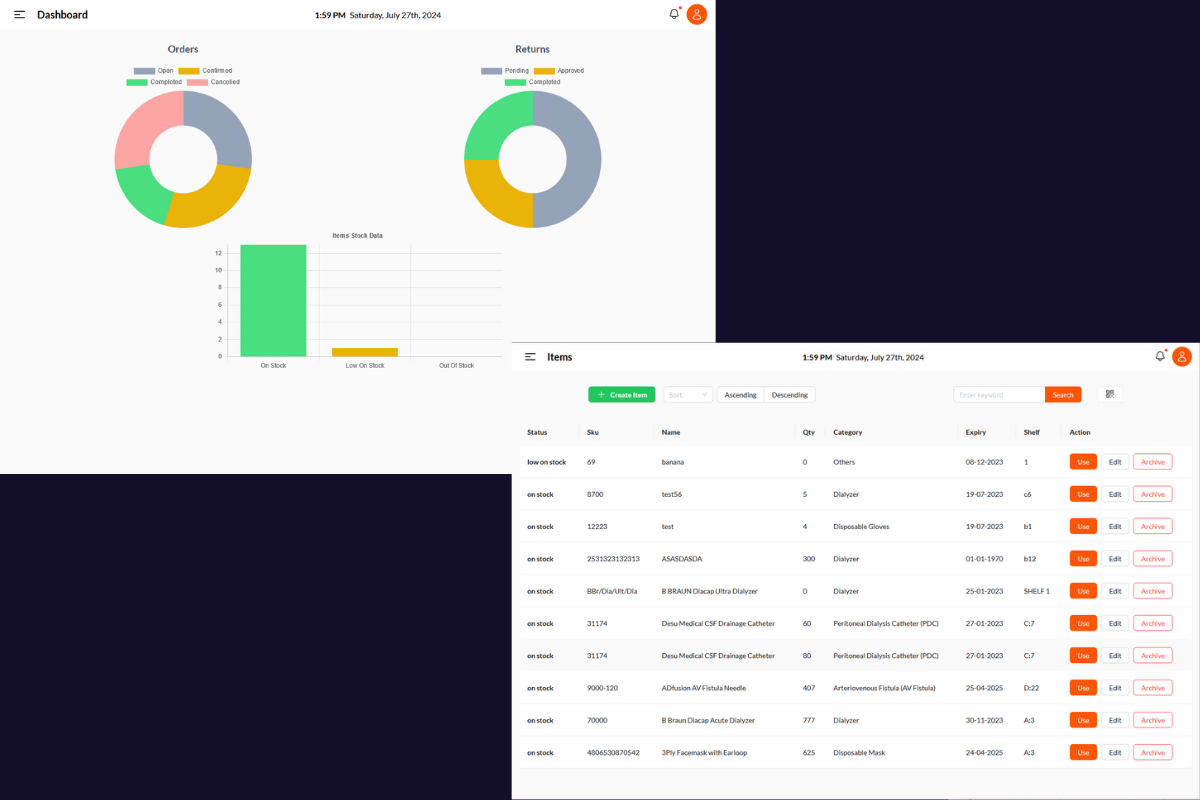 Dashboard
1:59 PM Saturday, July 27th, 2024
Orders
Open Confirmed
Completed Cancelled
Returns
Pending Approved
Completed
Items Stock Data
12
10
8
6
4
2
0
On Stock Low On Stock Out Of Stock
Items
1:59 PM Saturday, July 27th, 2024
+ Create Item Sort Ascending Descending Enter keyword Search
Status Sku Name Qty Category Expiry Shelf Action
low on stock 69 banana 0 Others 08-12-2023 1 Use Edit Archive
on stock 8700 test56 5 Dialyzer 19-07-2023 c6 Use Edit Archive
on stock 12223 test 4 Disposable Gloves 19-07-2023 b1 Use Edit Archive
on stock 2531323132313 ASASDASDA 300 Dialyzer 01-01-1970 b12 Use Edit Archive
on stock BBr/Dia/Ult/Dia B BRAUN Diacap Ultra Dialyzer 0 Dialyzer 25-01-2023 SHELF 1 Use Edit Archive
on stock 31174 Desu Medical CSF Drainage Catheter 60 Peritoneal Dialysis Catheter (PDC) 27-01-2023 C:7 Use Edit Archive
on stock 31174 Desu Medical CSF Drainage Catheter 80 Peritoneal Dialysis Catheter (PDC) 27-01-2023 C:7 Use Edit Archive
on stock 9000-120 ADfusion AV Fistula Needle 407 Arteriovenous Fistula (AV Fistula) 25-04-2025 D:22 Use Edit Archive
on stock 70000 B Braun Diacap Acute Dialyzer 777 Dialyzer 30-11-2023 A:3 Use Edit Archive
on stock 4806530870542 3Ply Facemask with Earloop 625 Disposable Mask 24-04-2025 A:3 Use Edit Archive